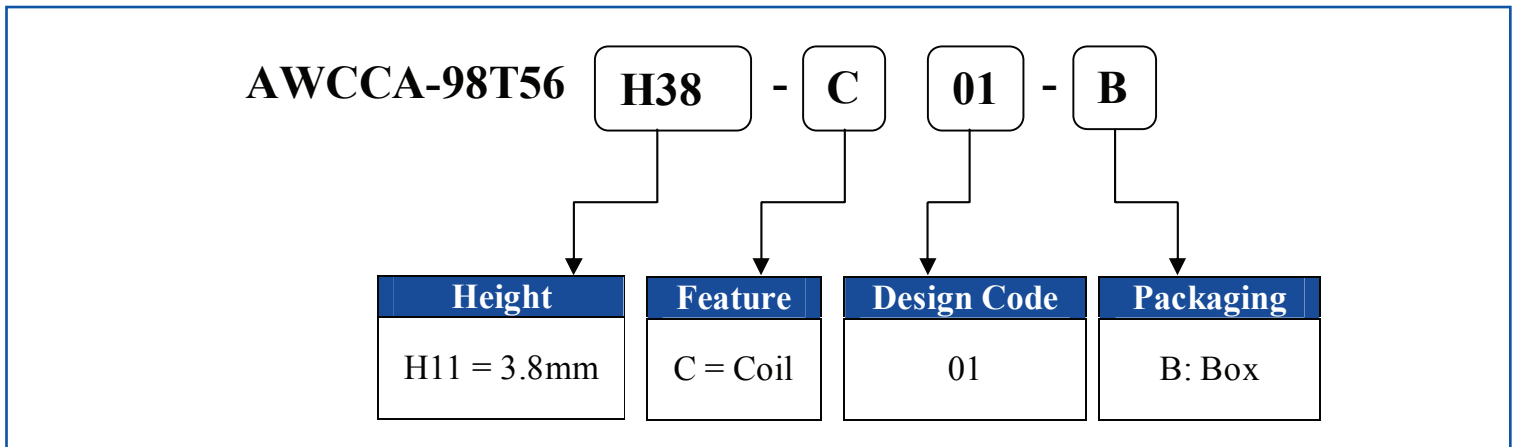 AWCCA-98T56 H38 - C 01 - B
Height Feature Design Code Packaging
H11 = 3.8mm C = Coil 01 B: Box